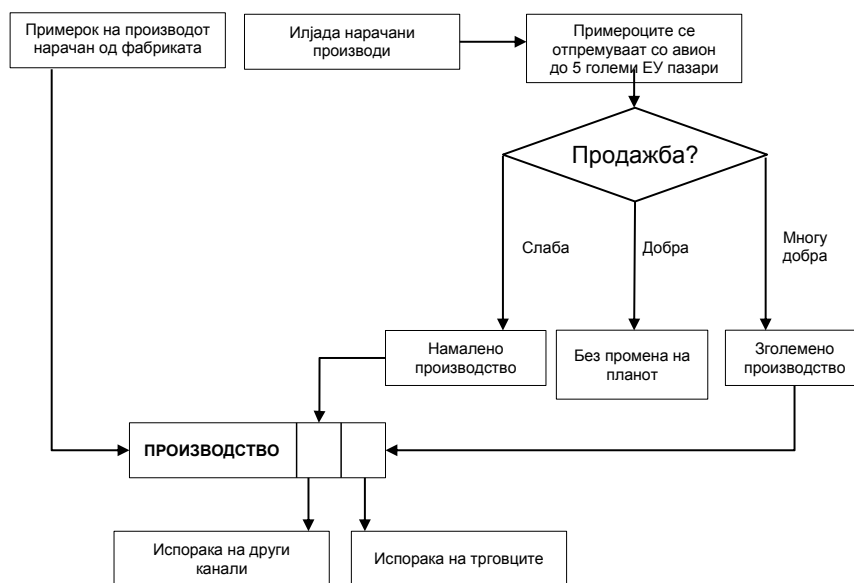 Примерок на производот
нарачан од фабриката
Илјада нарачани
производи
Примероците се
отпремуваат со авион
до 5 големи ЕУ пазари
Продажба?
Слаба
Добра
Многу
добра
Намалено
производство
Без промена на
планот
Зголемено
производство
ПРОИЗВОДСТВО
Испорака на други
канали
Испорака на трговците